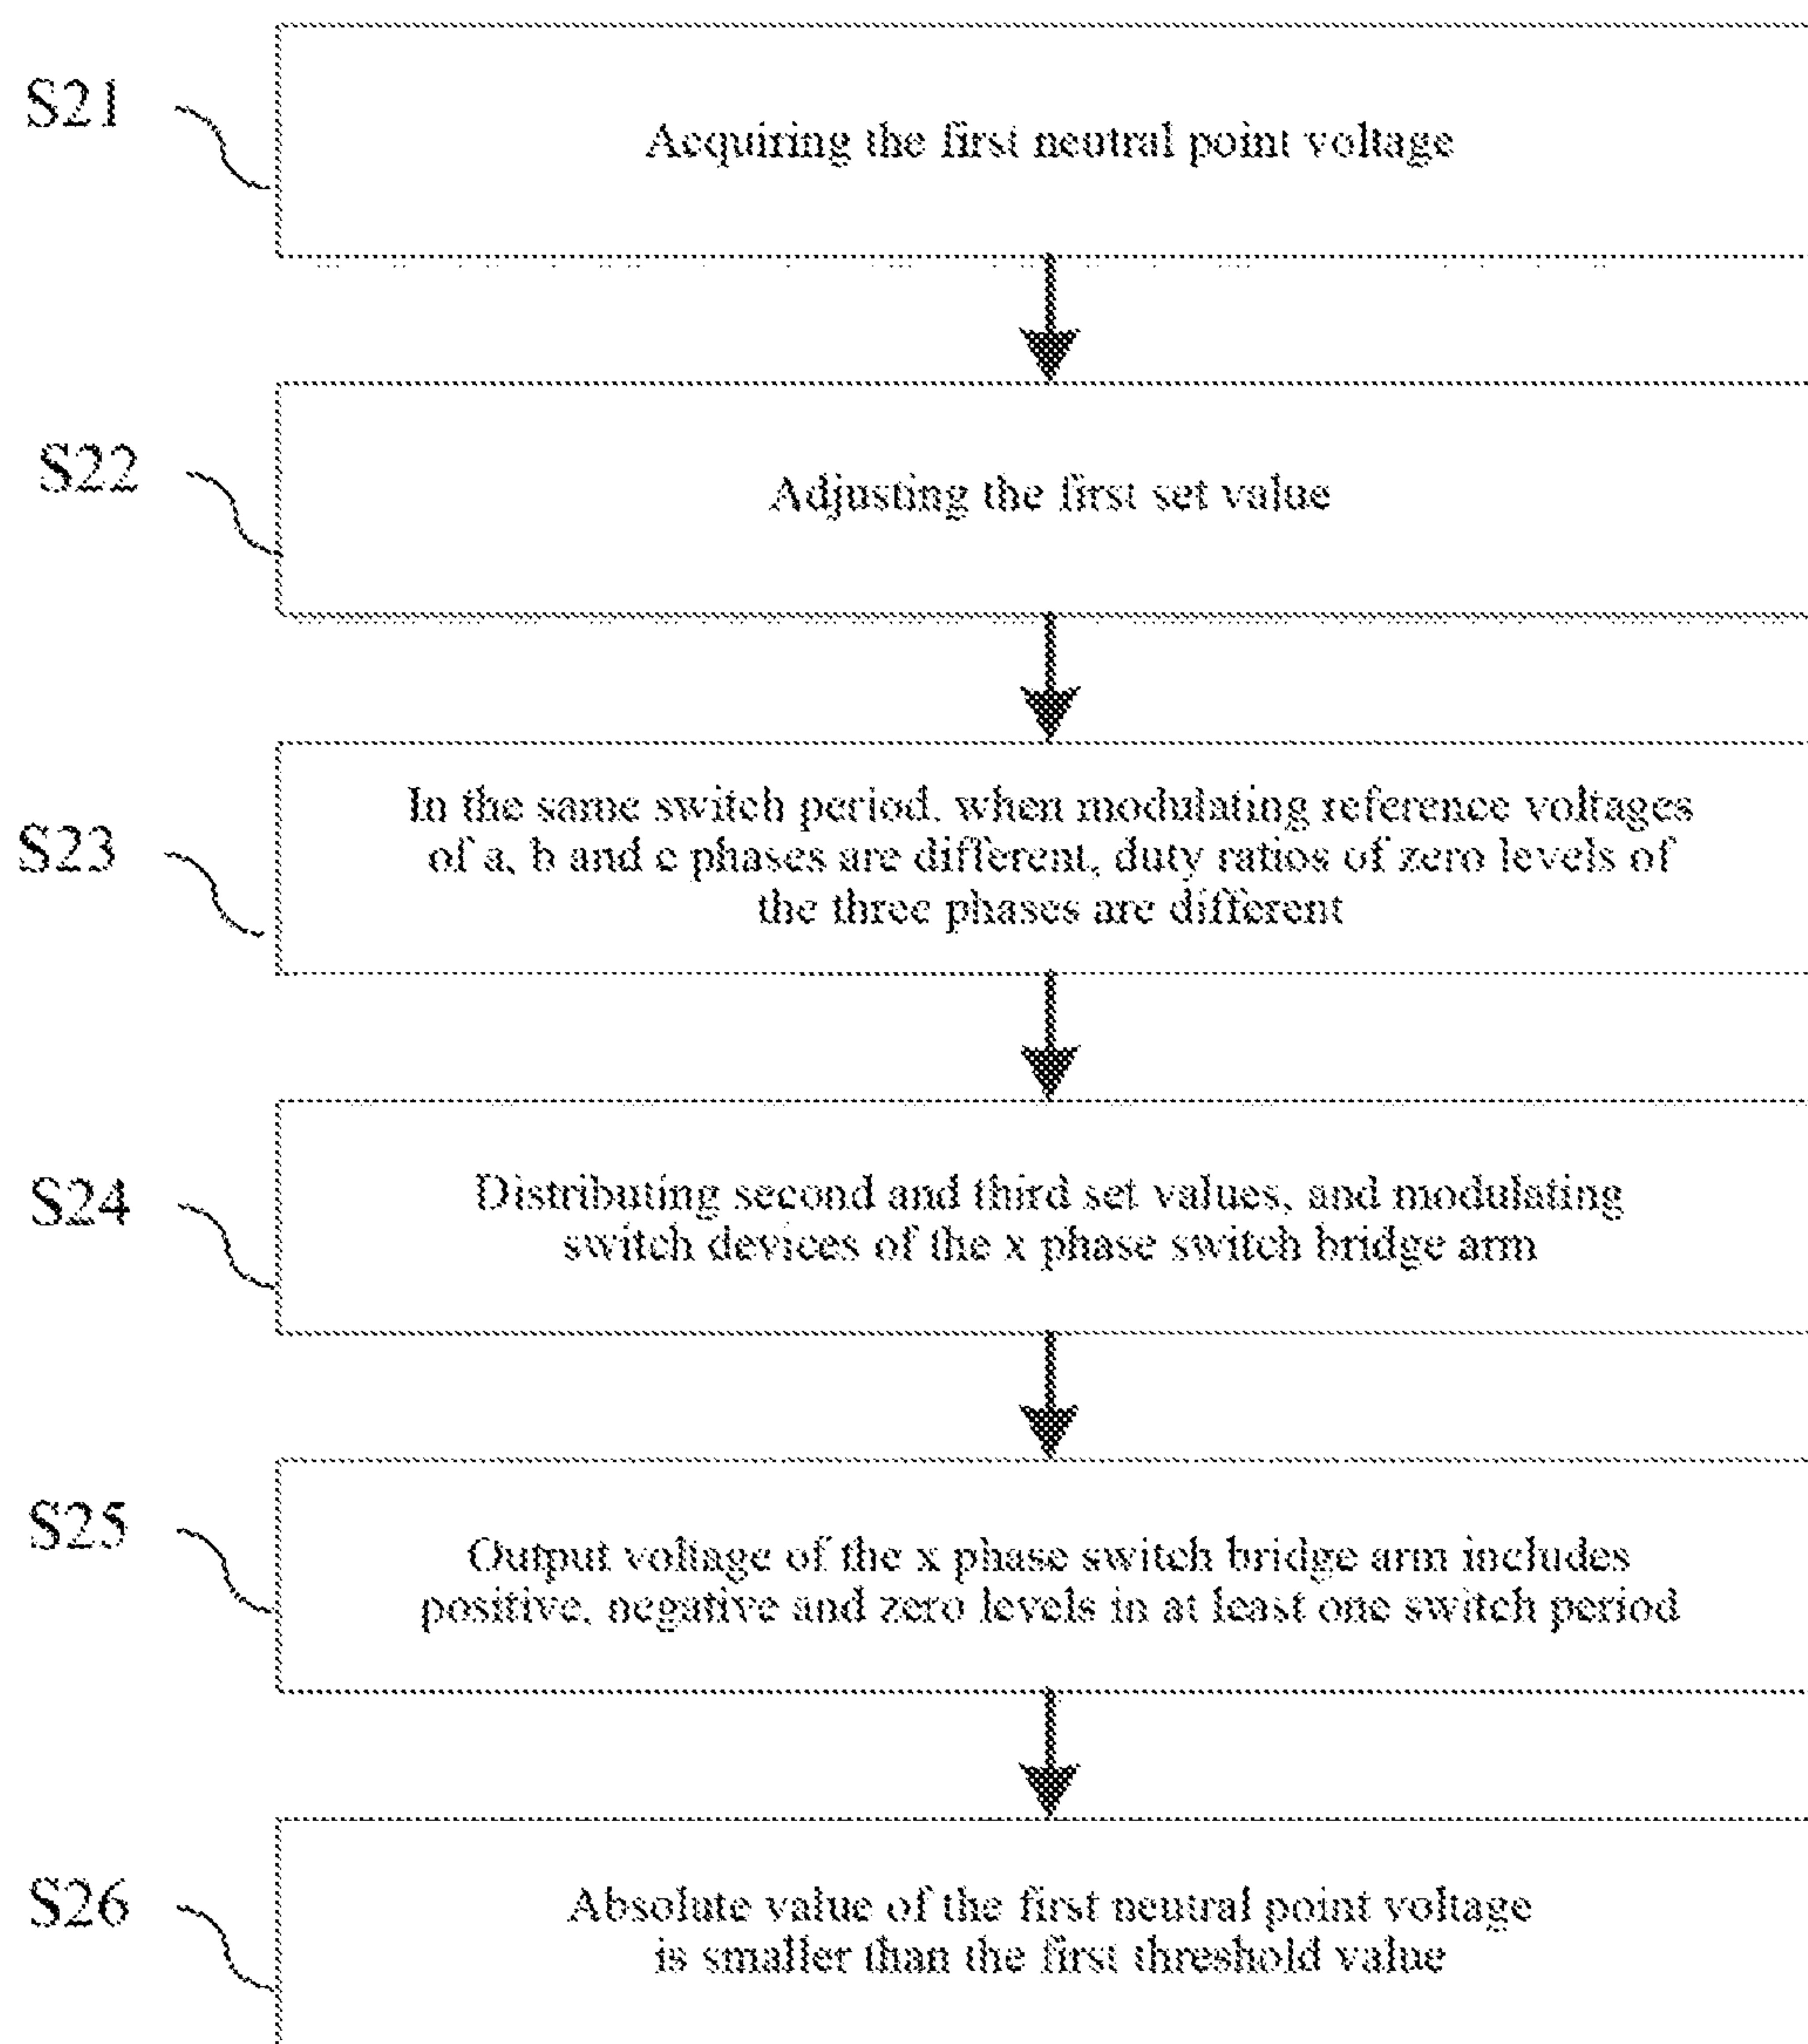 S21
Acquiring the first neutral point voltage
S22
Adjusting the first set value
S23
In the same switch period, when modulating reference voltages
of a, b and c phases are different, duty ratios of zero levels of
the three phases are different
S24
Distributing second and third set values, and modulating
switch devices of the x phase switch bridge arm
S25
Output voltage of the x phase switch bridge arm includes
positive, negative and zero levels in at least one switch period
S26
Absolute value of the first neutral point voltage
is smaller than the first threshold value